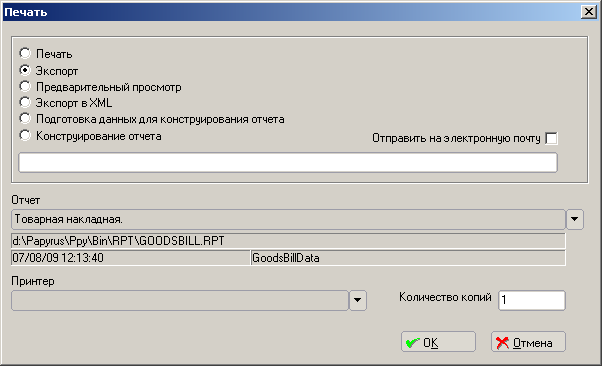 Печать
Печать
Экспорт
Предварительный просмотр
Экспорт в XML
Подготовка данных для конструирования отчета
Конструирование отчета
Отправить на электронную почту
Отчет
Товарная накладная.
d:\Papyrus\Ppy\Bin\RPT\GOODSBILL.RPT
07/08/09 12:13:40 GoodsBillData
Принтер
Количество копий 1
OK Отмена